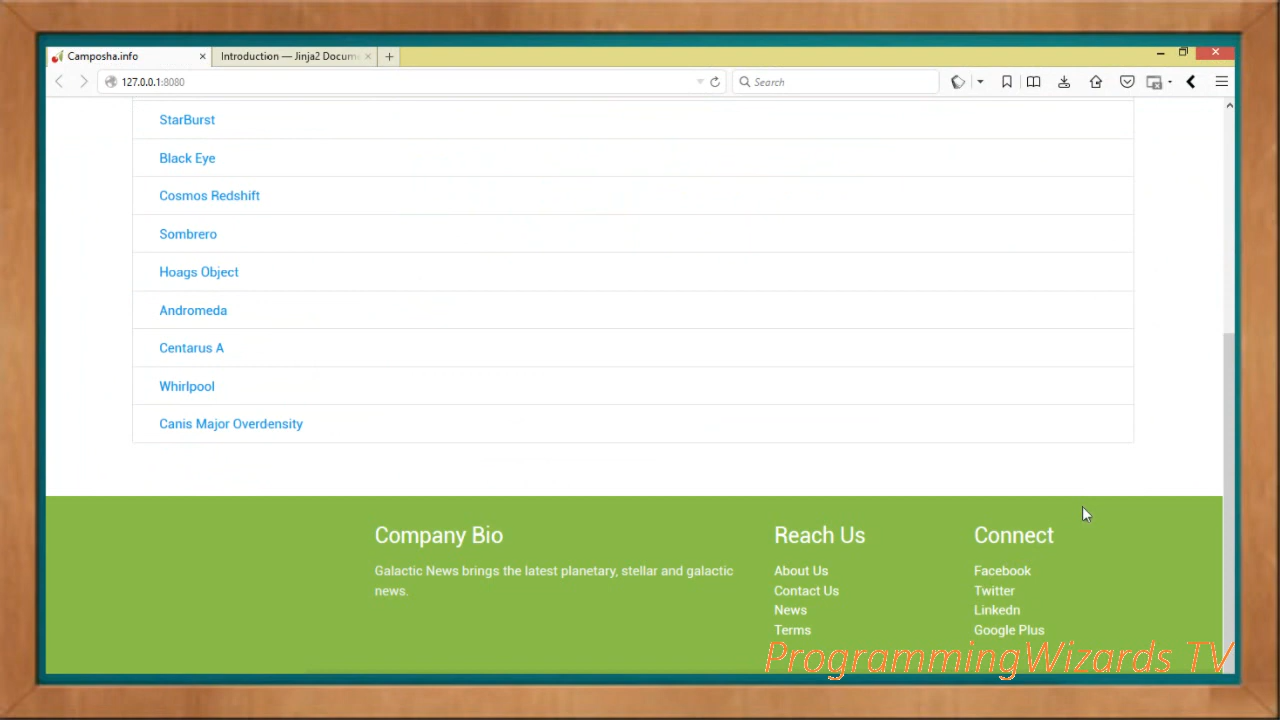 Camposha.info
Introduction — Jinja2 Docum
127.0.0.1:8080
Search
StarBurst
Black Eye
Cosmos Redshift
Sombrero
Hoags Object
Andromeda
Centarus A
Whirlpool
Canis Major Overdensity
Company Bio
Galactic News brings the latest planetary, stellar and galactic
news.
Reach Us
About Us
Contact Us
News
Terms
Connect
Facebook
Twitter
Linkedn
Google Plus
ProgrammingWizards TV